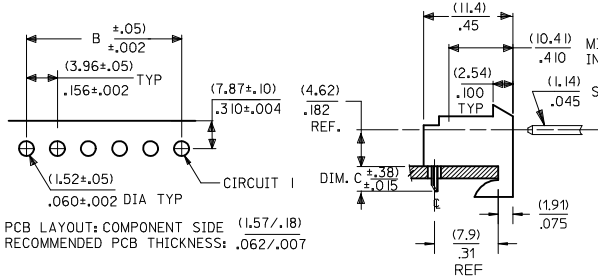 B ±.05)
±.002
(3.96±.05)
.156±.002 TYP
(7.87±.10)
.310±.004
(1.52±.05)
.060±.002 DIA TYP
CIRCUIT 1
PCB LAYOUT: COMPONENT SIDE
RECOMMENDED PCB THICKNESS: (1.57/.18)
.062/.007
(11.4)
.45
(10.41)
.410
(2.54)
.100
TYP
(1.14)
.045
(4.62)
.182
REF.
DIM. C ±.38)
±.015
℄
(7.9)
.31
REF
(1.91)
.075